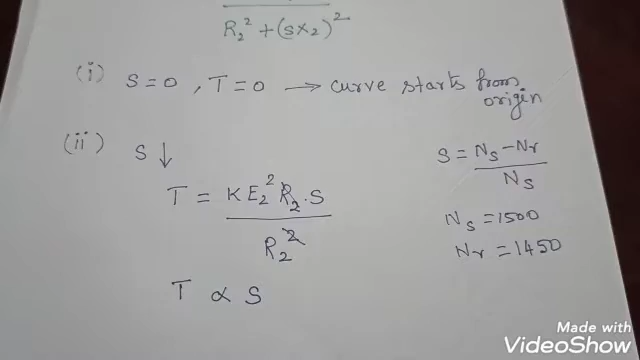 R₂² + (sX₂)²
(i) S = 0 , T = 0 → curve starts from origin
(ii) S ↓
S = Ns - Nr / Ns
T = K E₂² R₂ . S / R₂²
Ns = 1500
Nr = 1450
T ∝ S
Made with
VideoShow